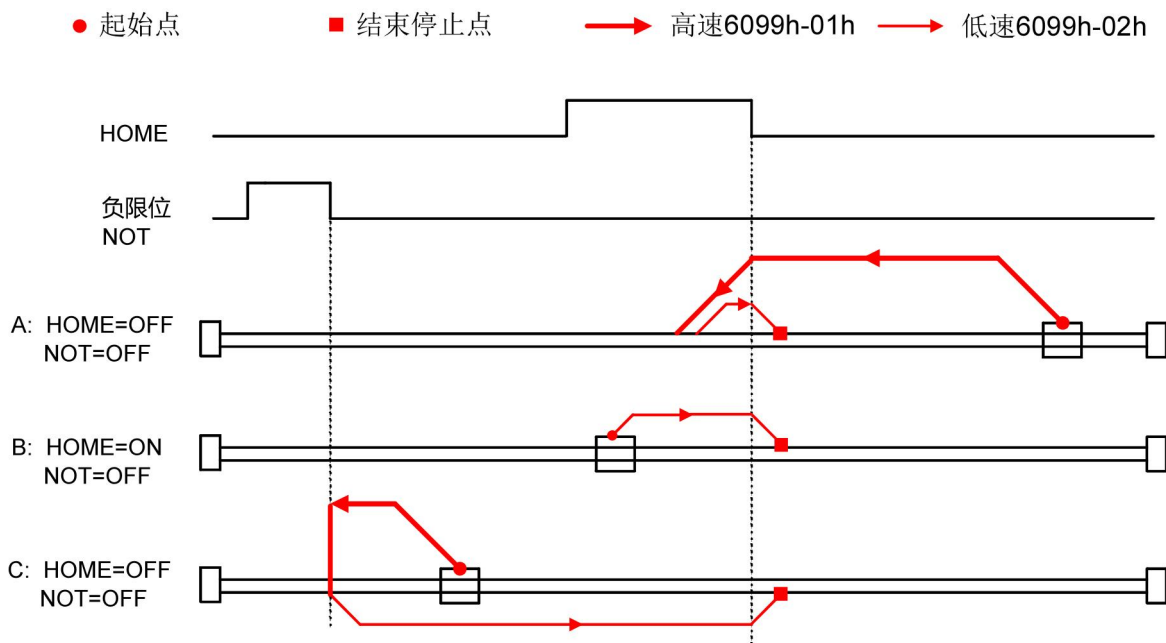 起始点
结束停止点
高速6099h-01h
低速6099h-02h
HOME
负限位
NOT
A: HOME=OFF
NOT=OFF
B: HOME=ON
NOT=OFF
C: HOME=OFF
NOT=OFF